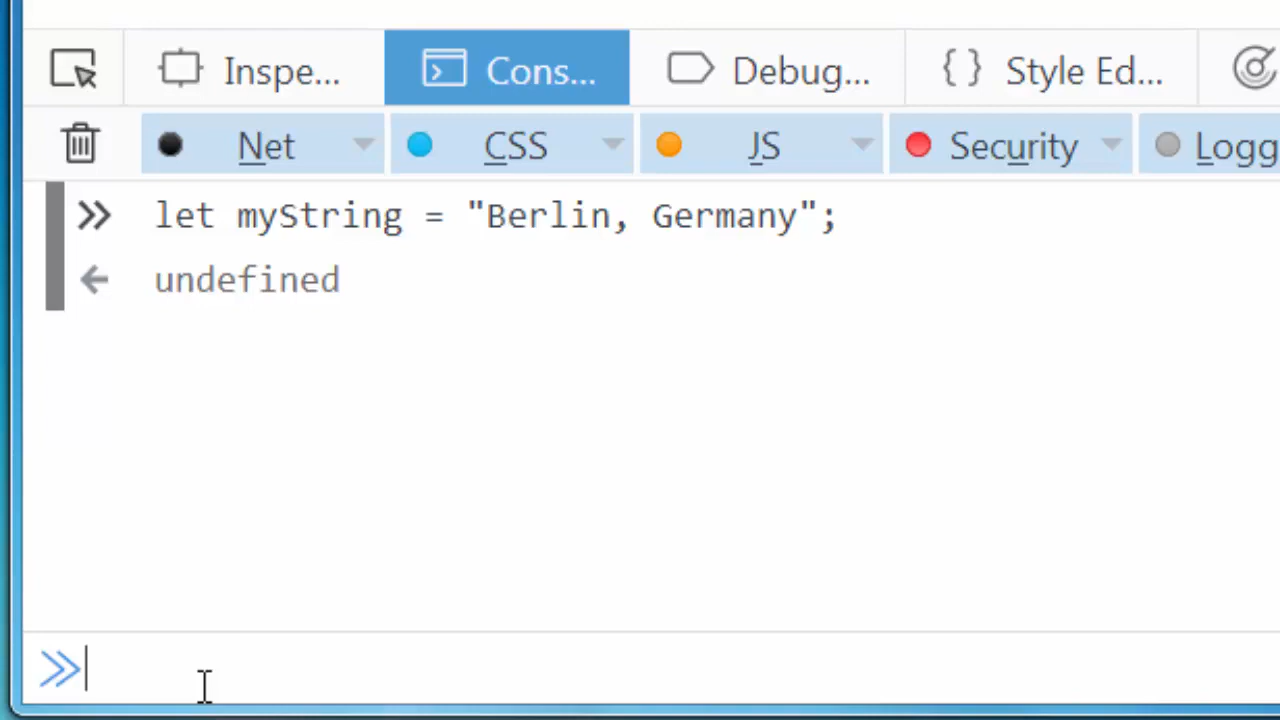 Inspe... Cons... Debug... { } Style Ed...
Net CSS JS Security Logg
>> let myString = "Berlin, Germany";
undefined
>>